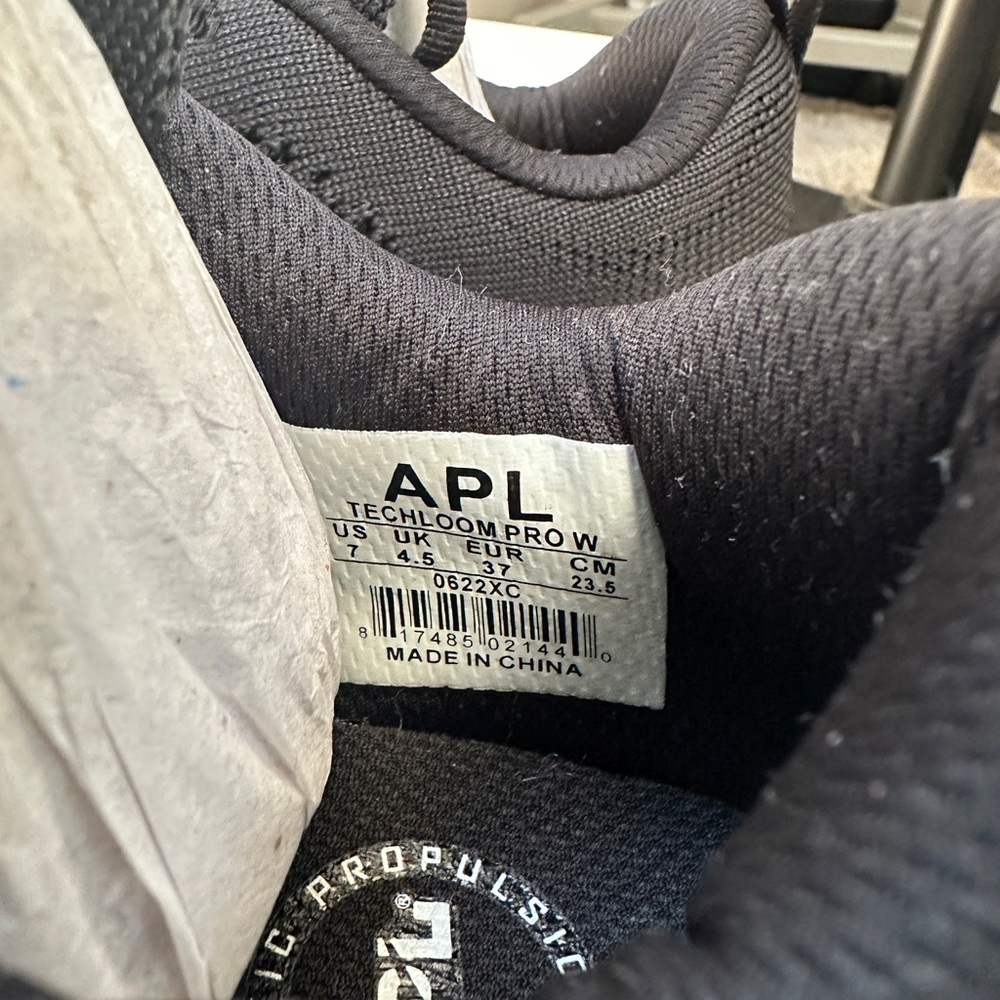 APL
TECHLOOM PRO W
US UK EUR CM
7 4.5 37 23.5
0622XC
8 17485 02144 0
MADE IN CHINA
IC PROPULSIO
®